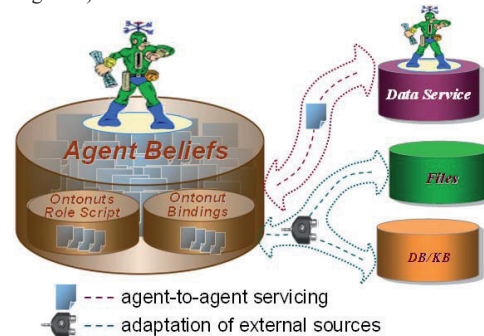 Data Service
Agent Beliefs
Ontonuts
Role Script
Ontonut
Bindings
Files
DB/KB
agent-to-agent servicing
adaptation of external sources